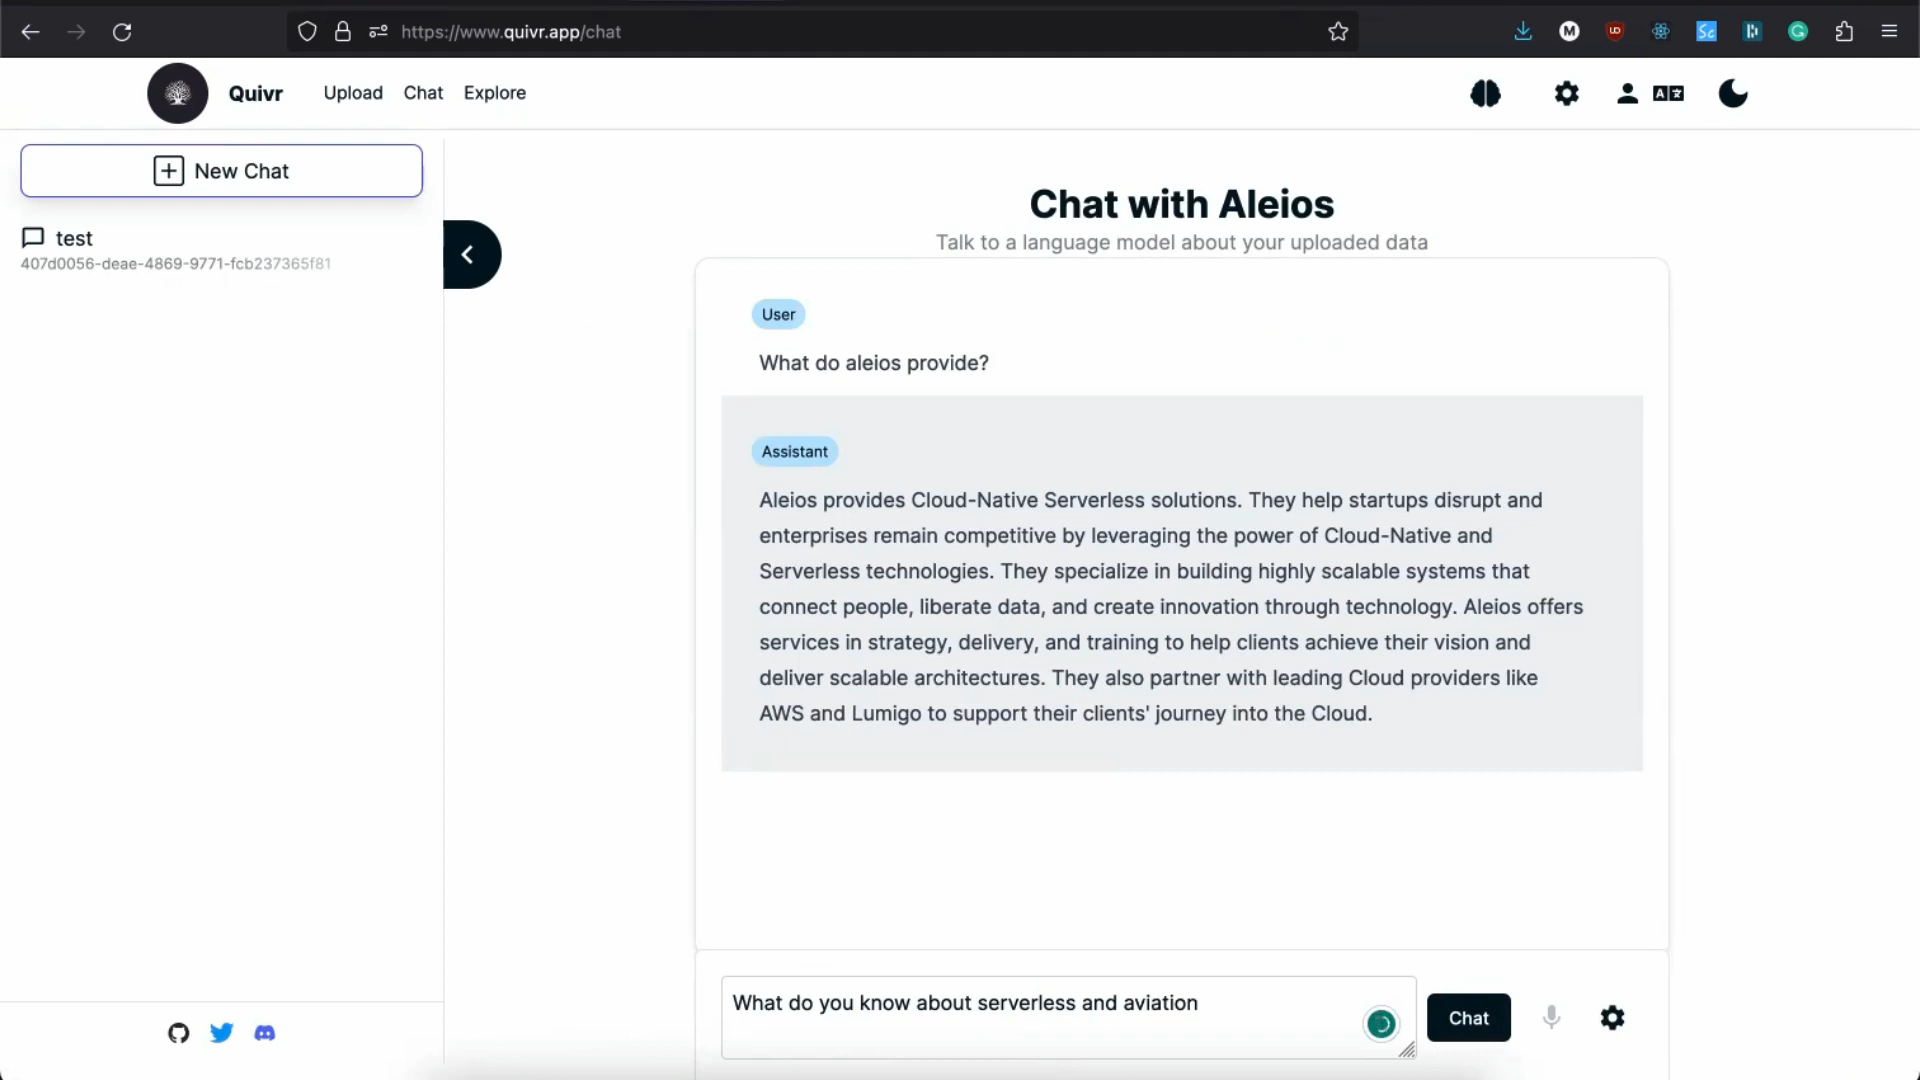 https://www.quivr.app/chat
Quivr
Upload
Chat
Explore
New Chat
test
407d0056-deae-4869-9771-fcb237365f81
Chat with Aleios
Talk to a language model about your uploaded data
User
What do aleios provide?
Assistant
Aleios provides Cloud-Native Serverless solutions. They help startups disrupt and
enterprises remain competitive by leveraging the power of Cloud-Native and
Serverless technologies. They specialize in building highly scalable systems that
connect people, liberate data, and create innovation through technology. Aleios offers
services in strategy, delivery, and training to help clients achieve their vision and
deliver scalable architectures. They also partner with leading Cloud providers like
AWS and Lumigo to support their clients' journey into the Cloud.
What do you know about serverless and aviation
Chat